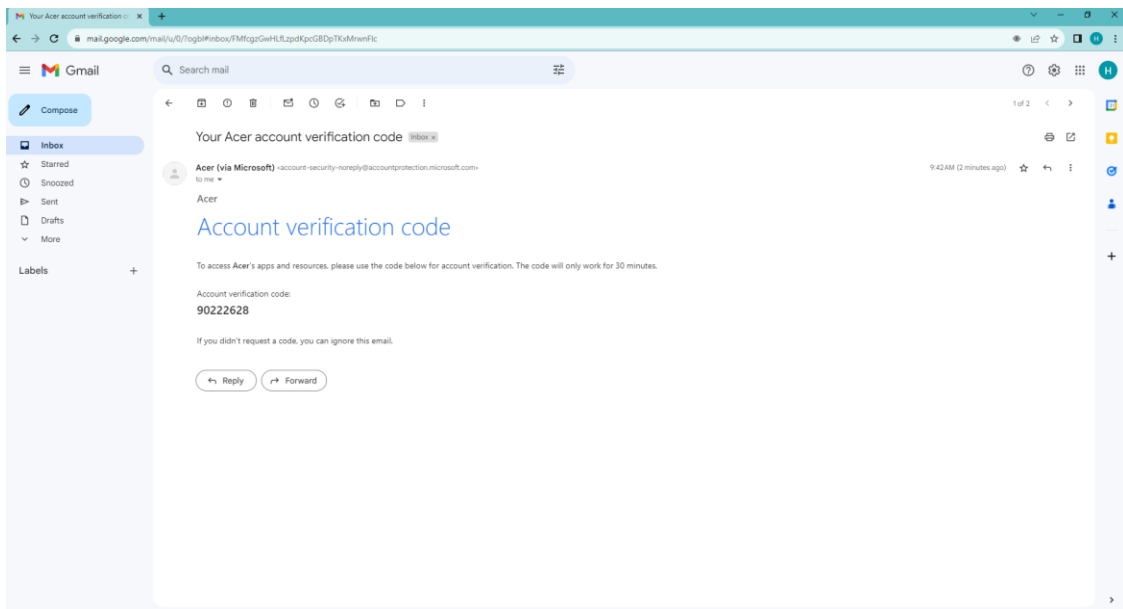 Your Acer account verification c
mail.google.com/mail/u/0/?ogbl#inbox/FMfcgzGwHLfLzpdKpcGBDpTKxMrwnFlc
H
Gmail
Search mail
H
Compose
1 of 2
Inbox
Starred
Snoozed
Sent
Drafts
More
Labels
Your Acer account verification code Inbox x
Acer (via Microsoft) <account-security-noreply@accountprotection.microsoft.com>
9:42 AM (2 minutes ago)
to me
Acer
Account verification code
To access Acer's apps and resources, please use the code below for account verification. The code will only work for 30 minutes.
Account verification code:
90222628
If you didn't request a code, you can ignore this email.
Reply
Forward